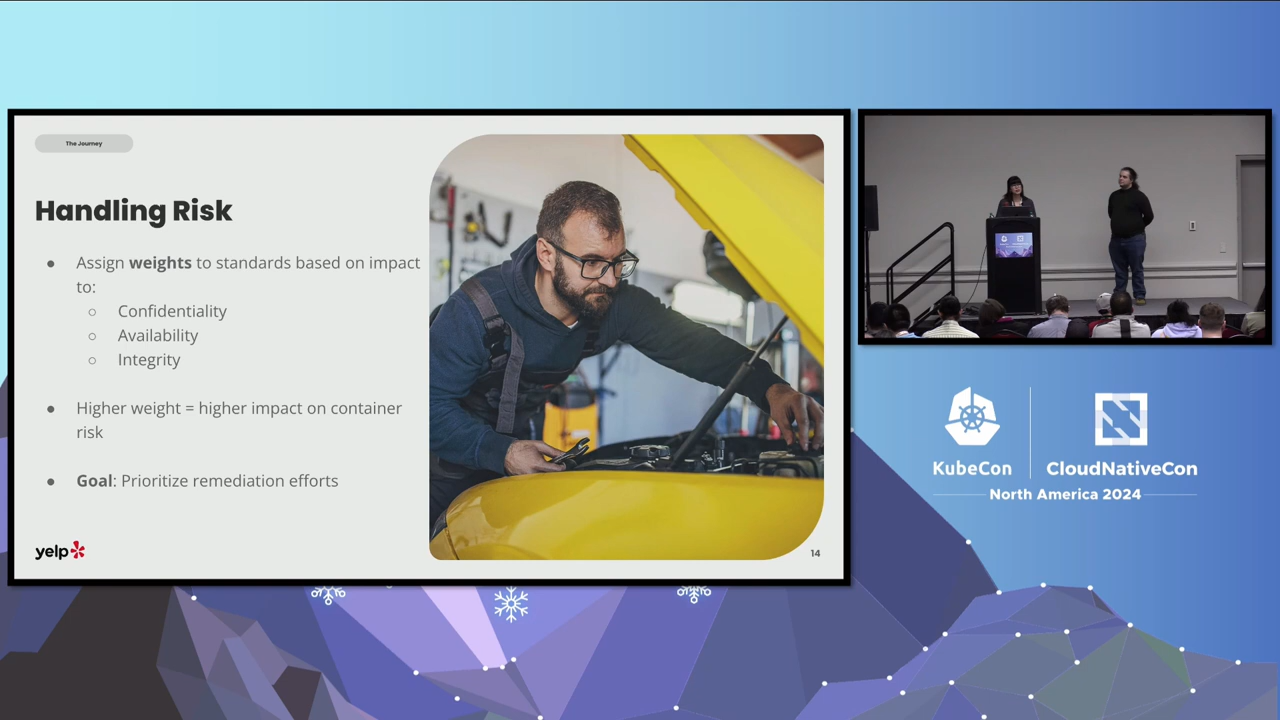 The Journey
Handling Risk
● Assign weights to standards based on impact
to:
○ Confidentiality
○ Availability
○ Integrity
● Higher weight = higher impact on container
risk
● Goal: Prioritize remediation efforts
yelp
14
KubeCon
CloudNativeCon
North America 2024